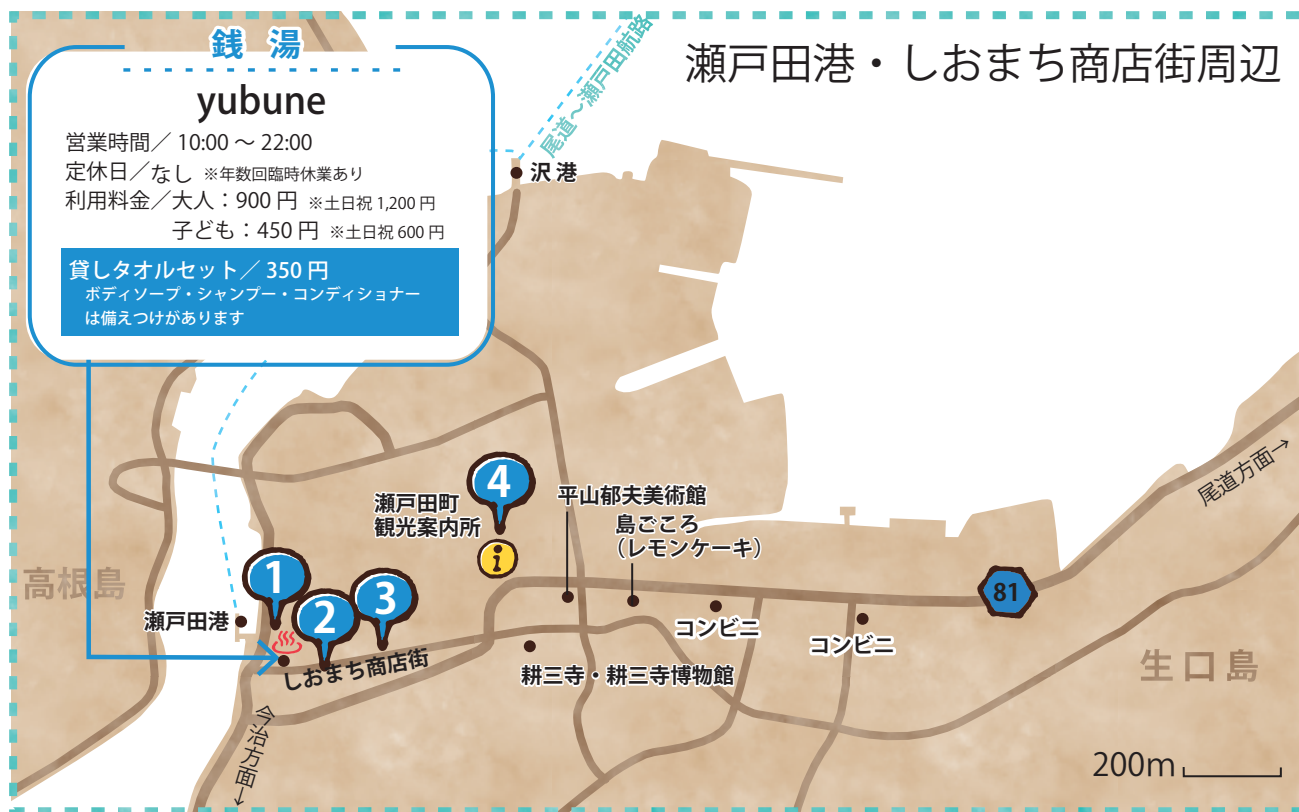 瀬戸田港・しおまち商店街周辺
銭湯
yubune
営業時間／ 10:00 ～ 22:00
定休日／なし ※年数回臨時休業あり
利用料金／大人：900 円 ※土日祝 1,200 円
子ども：450 円 ※土日祝 600 円
貸しタオルセット／ 350 円
ボディソープ・シャンプー・コンディショナー
は備えつけがあります
尾道～瀬戸田航路
沢港
4
瀬戸田町
観光案内所
i
平山郁夫美術館
島ごころ
（レモンケーキ）
尾道方面→
高根島
1
2
3
瀬戸田港
しおまち商店街
耕三寺・耕三寺博物館
コンビニ
コンビニ
81
生口島
今治方面→
200m